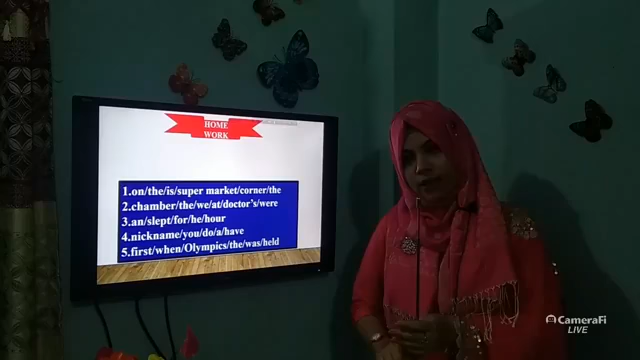 HOME
WORK
1.on/the/is/super market/corner/the
2.chamber/the/we/at/doctor's/were
3.an/slept/for/he/hour
4.nickname/you/do/a/have
5.first/when/Olympics/the/was/held
CameraFi
LIVE